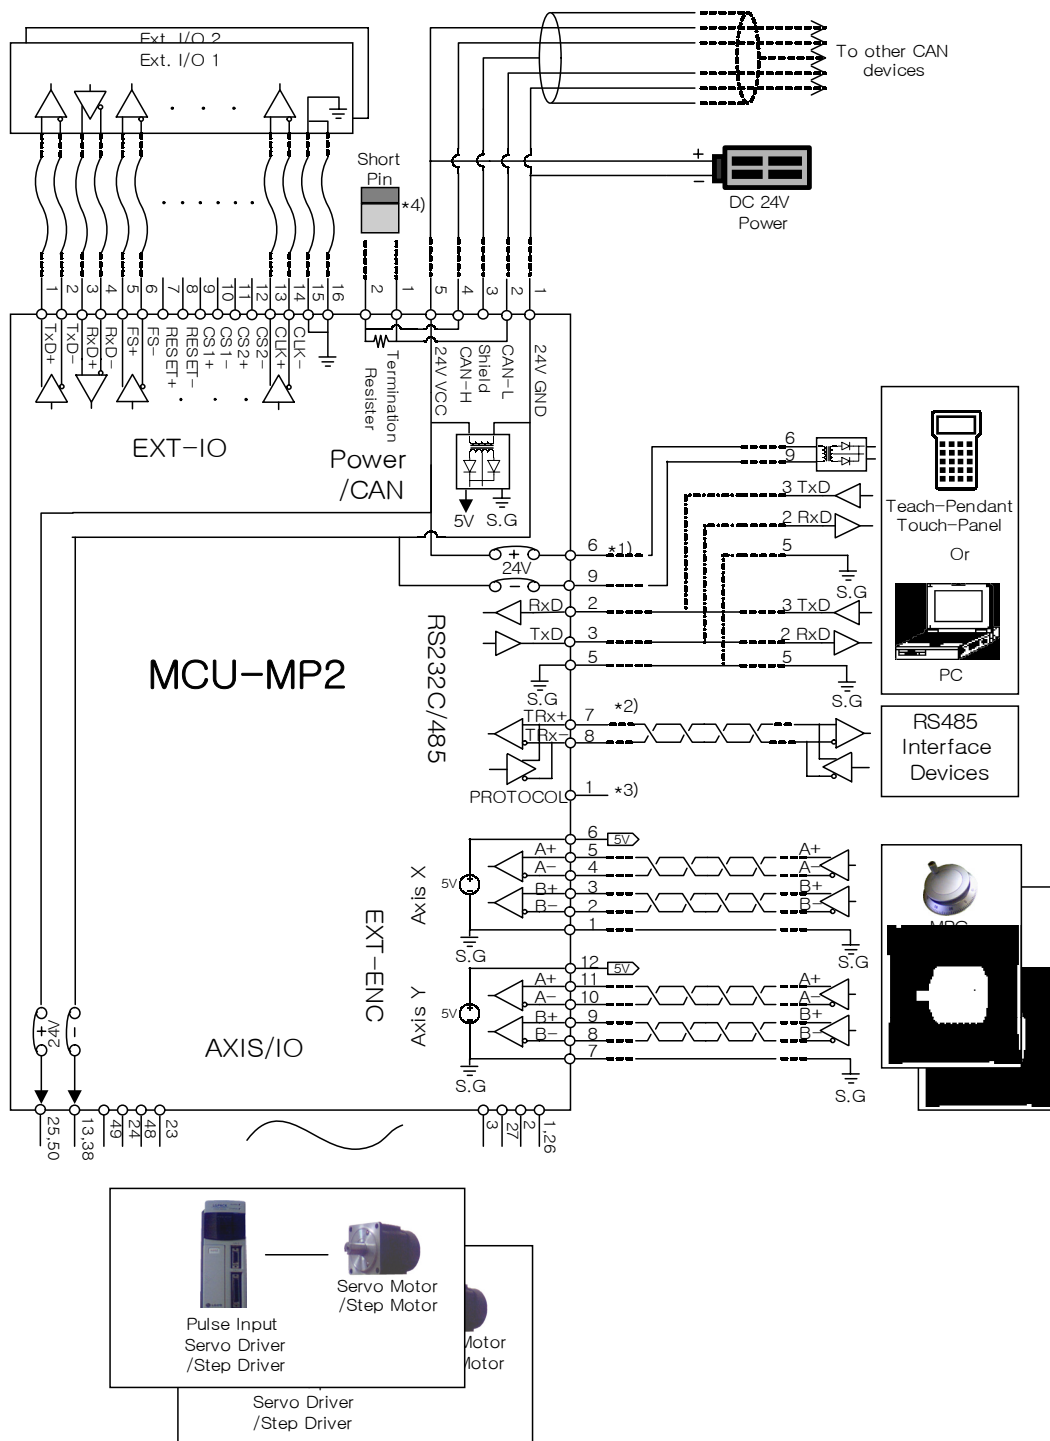 Ext. I/O 2
Ext. I/O 1
To other CAN
devices
Short
Pin
*4)
+
−
DC 24V
Power
1
2
3
4
5
6
7
8
9
10
11
12
13
14
15
16
2
1
5
4
3
2
1
TxD+
TxD-
RxD+
RxD-
FS+
FS-
RESET+
RESET-
CS1+
CS1-
CS2+
CS2-
CLK+
CLK-
Termination
Resister
24V VCC
CAN-H
Shield
CAN-L
24V GND
EXT-IO
Power
/CAN
5V
S.G
6
9
3 TxD
2 RxD
5
S.G
Teach-Pendant
Touch-Panel
Or
PC
+
24V
−
6
*1)
9
RxD
2
3 TxD
TxD
3
2 RxD
5
5
S.G
S.G
RS232C/485
MCU-MP2
TRx+
7
*2)
TRx-
8
RS485
Interface
Devices
PROTOCOL
1
*3)
6
5V
A+
5
A+
A-
4
A-
5V
B+
3
B+
B-
2
B-
1
S.G
S.G
Axis X
EXT-ENC
12
5V
A+
11
A+
A-
10
A-
5V
B+
9
B+
B-
8
B-
7
S.G
S.G
Axis Y
MPG
+
24V
−
AXIS/IO
25,50
13,38
49
24
48
23
3
27
2
1,26
Servo Motor
/Step Motor
Pulse Input
Servo Driver
/Step Driver
Motor
Motor
Servo Driver
/Step Driver